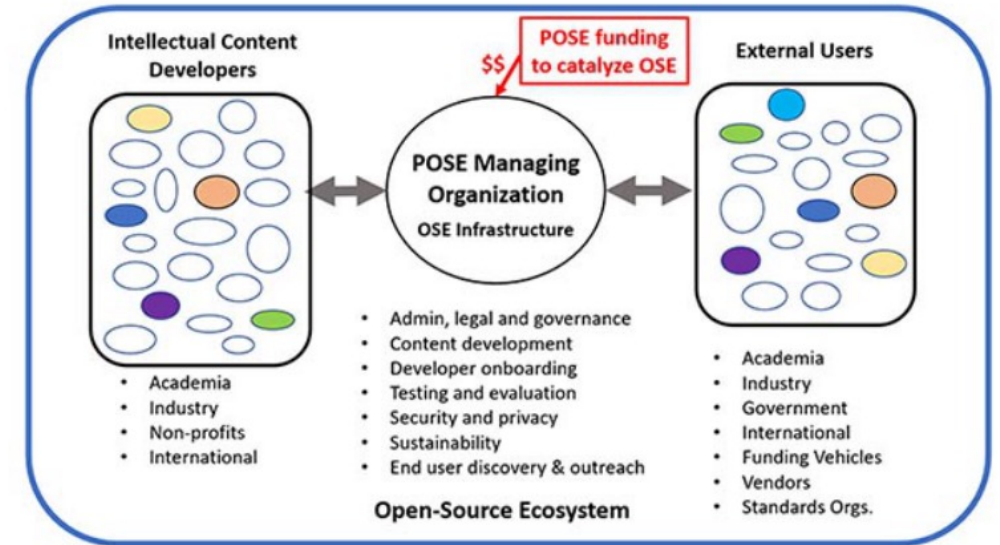 Intellectual Content
Developers
• Academia
• Industry
• Non-profits
• International
$$
POSE funding
to catalyze OSE
POSE Managing
Organization
OSE Infrastructure
• Admin, legal and governance
• Content development
• Developer onboarding
• Testing and evaluation
• Security and privacy
• Sustainability
• End user discovery & outreach
External Users
• Academia
• Industry
• Government
• International
• Funding Vehicles
• Vendors
• Standards Orgs.
Open-Source Ecosystem